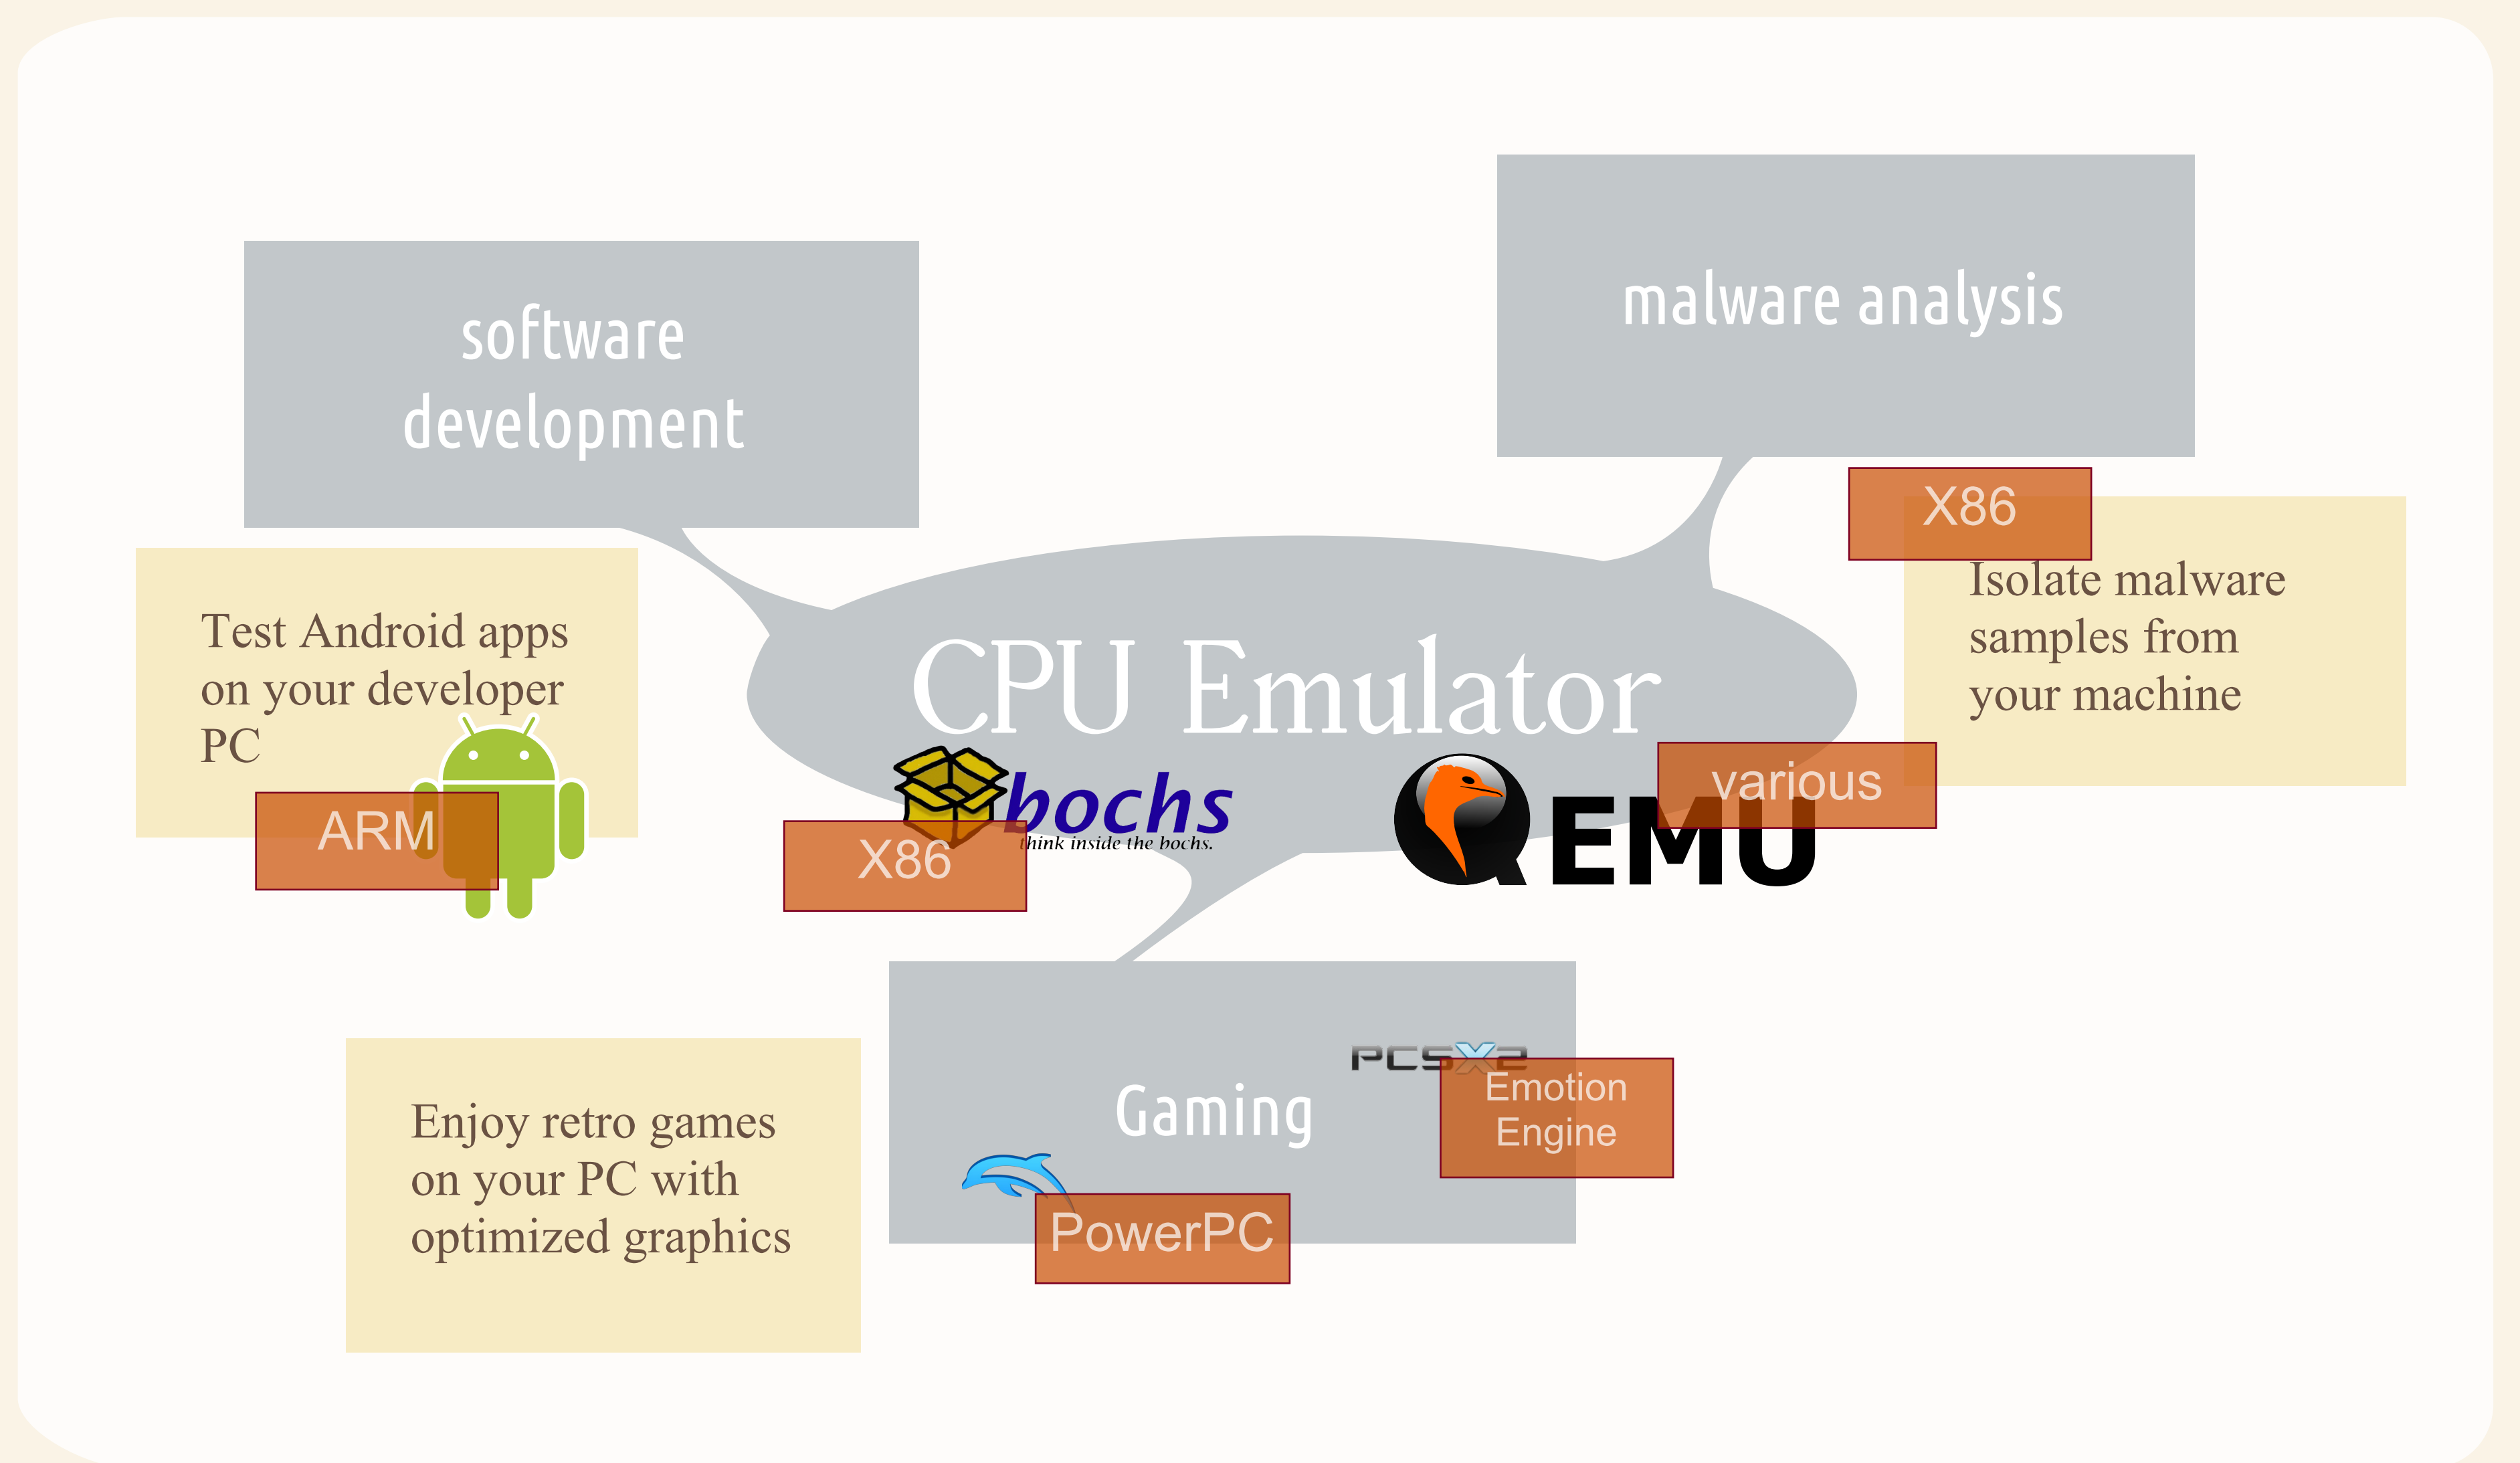 software
development
malware analysis
X86
Isolate malware
samples from
your machine
Test Android apps
on your developer
PC
ARM
CPU Emulator
bochs
think inside the bochs.
X86
QEMU
various
Gaming
PCSX2
Emotion
Engine
PowerPC
Enjoy retro games
on your PC with
optimized graphics